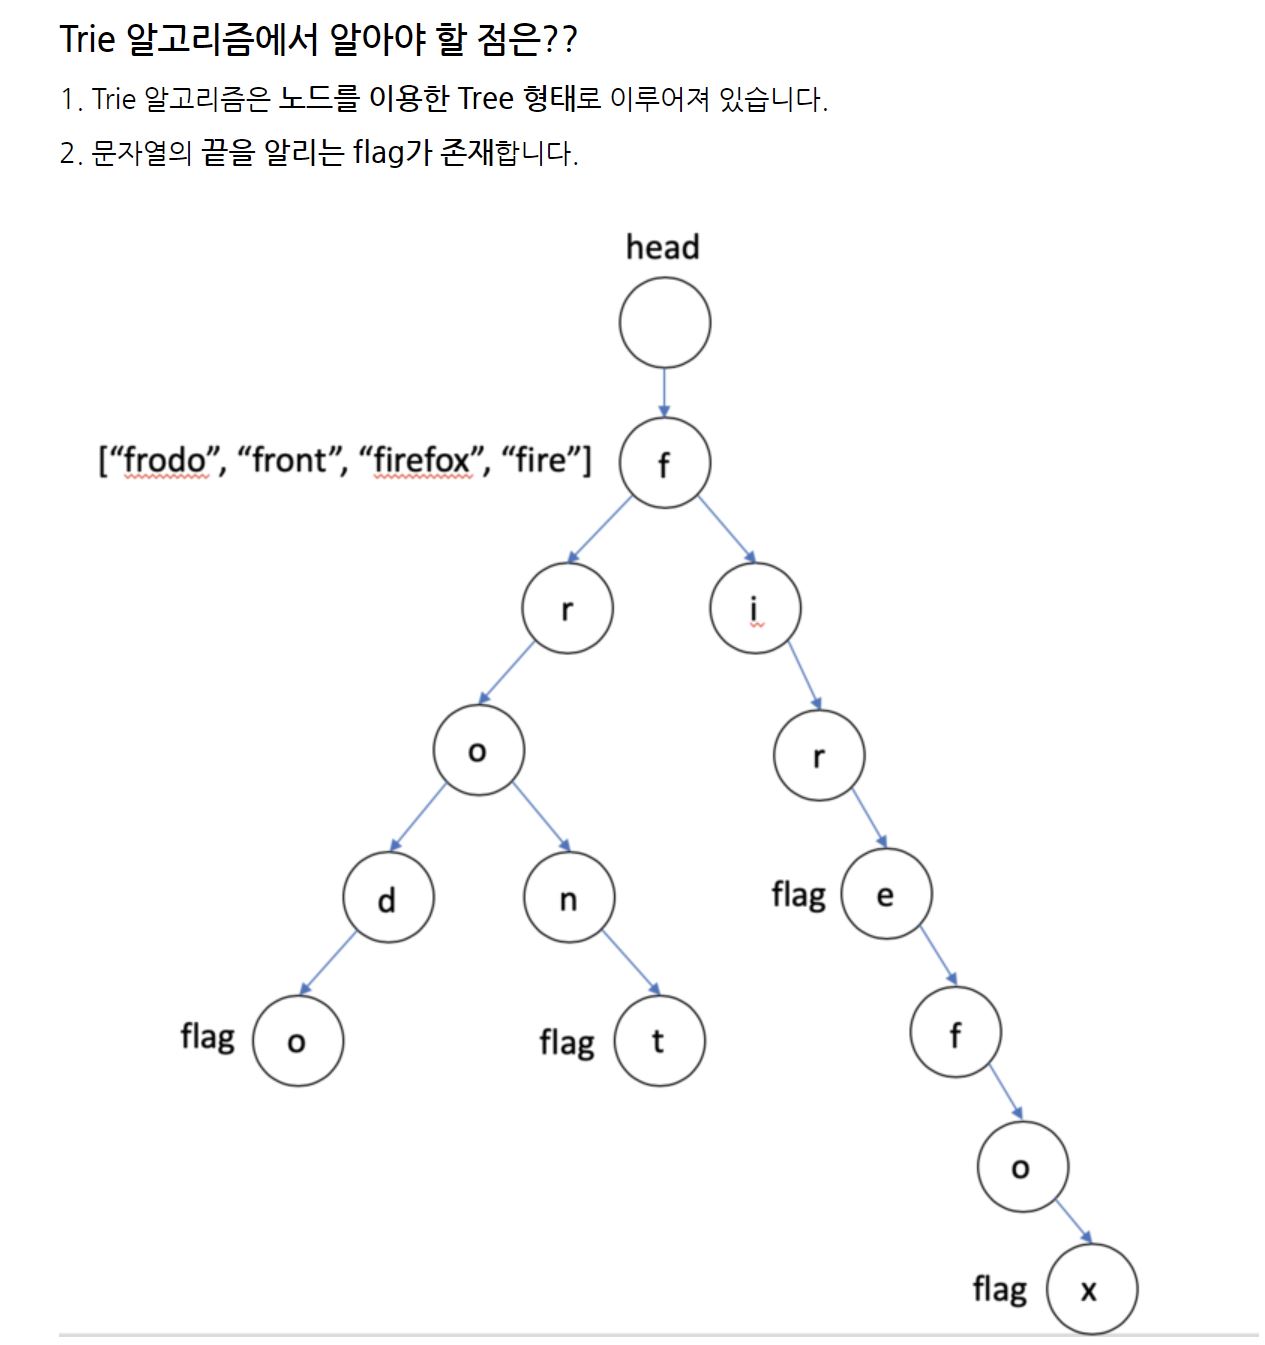 Trie 알고리즘에서 알아야 할 점은??
1. Trie 알고리즘은 노드를 이용한 Tree 형태로 이루어져 있습니다.
2. 문자열의 끝을 알리는 flag가 존재합니다.
head
[“frodo”, “front”, “firefox”, “fire”] f
r i
o r
d n flag e
flag o flag t f
o
flag x